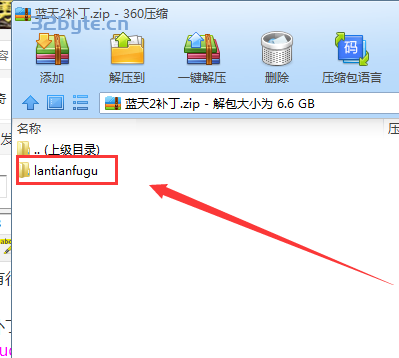 蓝天2补丁.zip - 360压缩
32byte.cn
添加
解压到
一键解压
删除
压缩包语言
蓝天2补丁.zip - 解包大小为 6.6 GB
名称
.. (上级目录)
lantianfugu